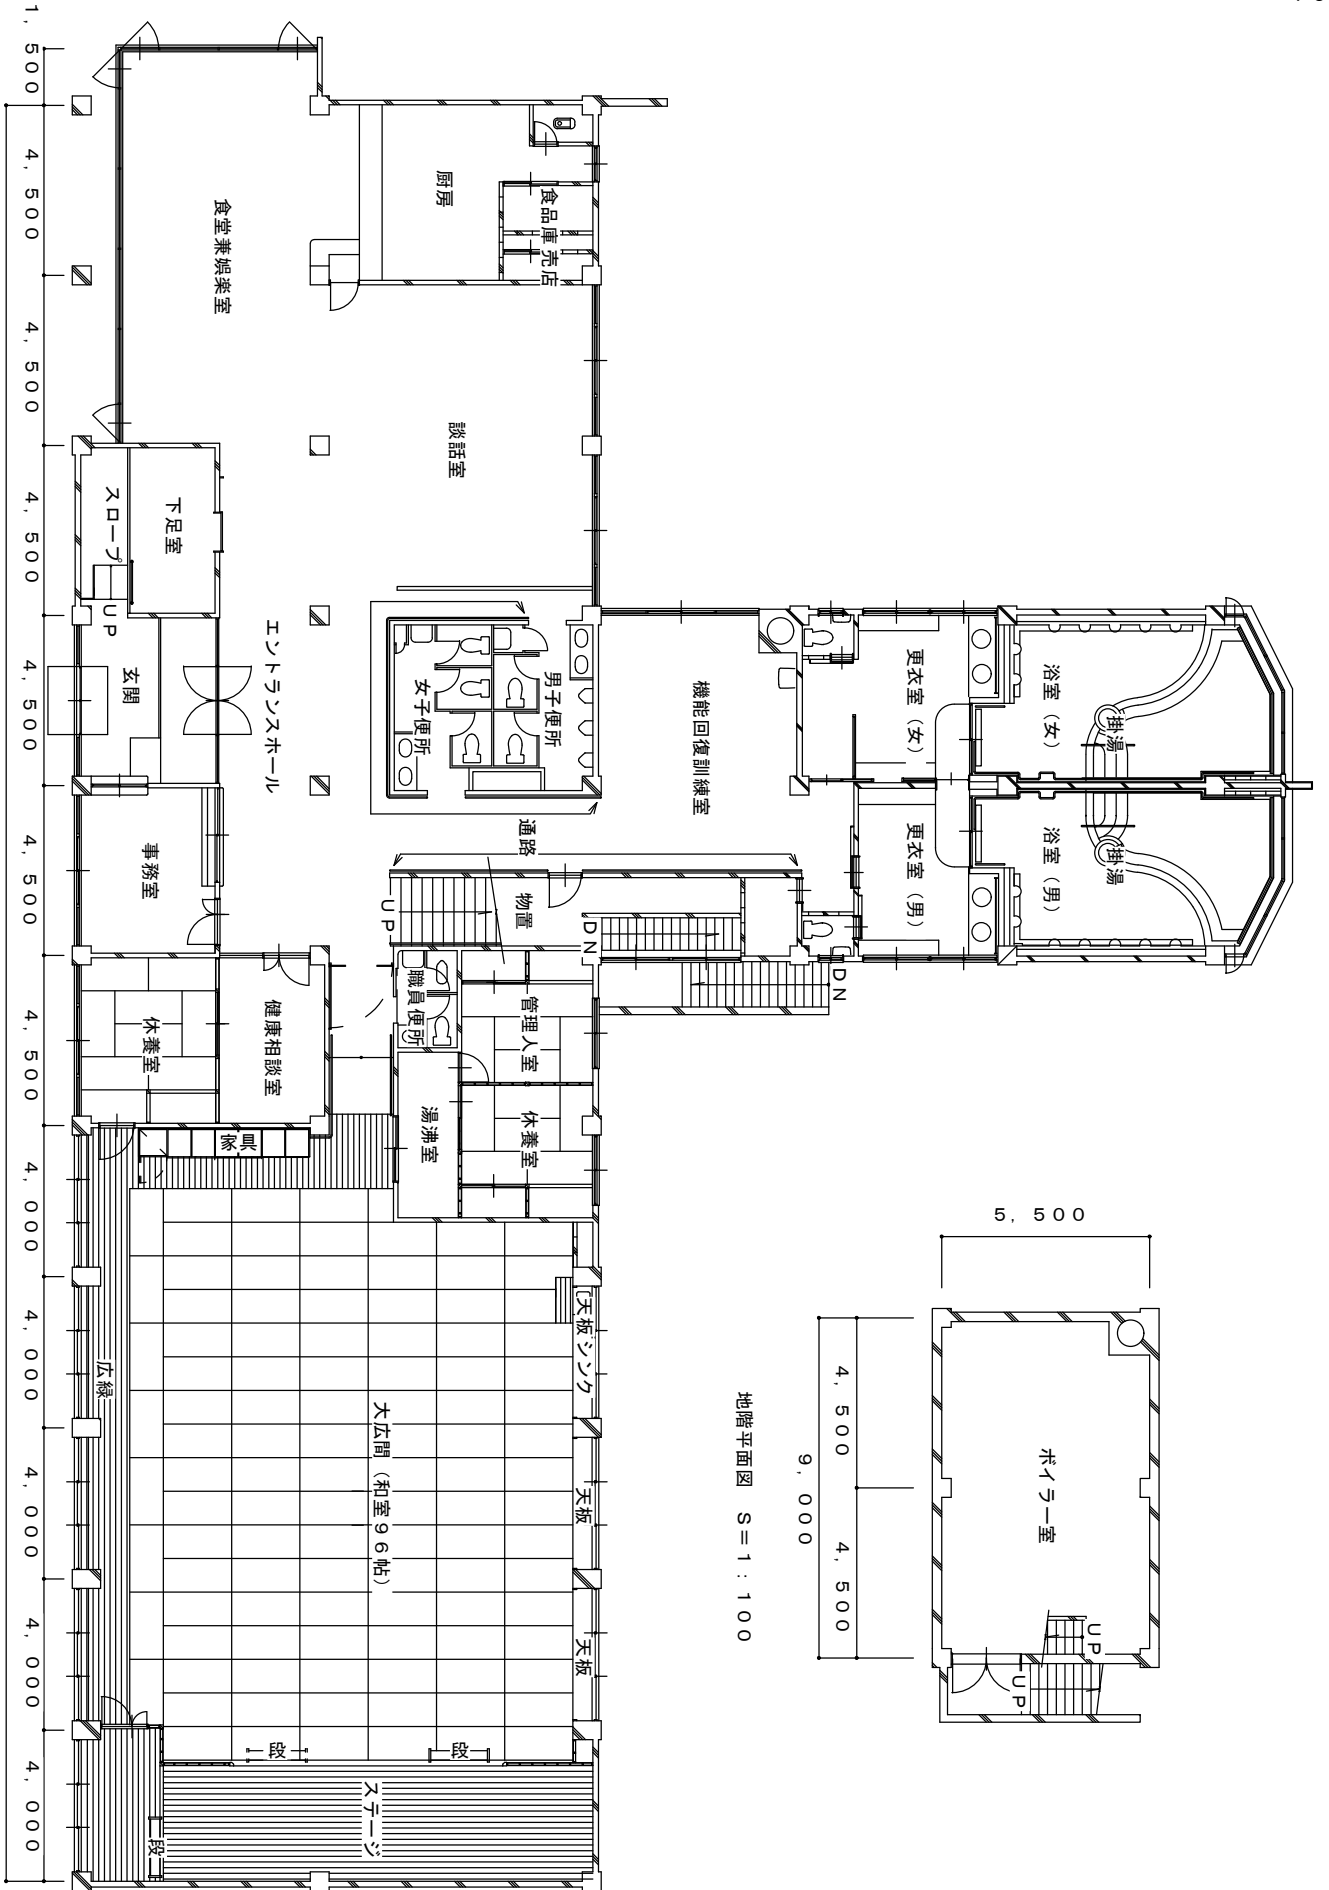 1,500
4,500
4,500
4,500
4,500
4,500
4,500
4,000
4,000
4,000
4,000
4,000
食堂兼娯楽室
厨房
食品庫
売店
談話室
下足室
スロープ
UP
玄関
エントランスホール
男子便所
女子便所
機能回復訓練室
更衣室（女）
浴室（女）
掛湯
更衣室（男）
浴室（男）
掛湯
通路
事務室
物置
UP
DN
DN
職員便所
管理人室
休養室
健康相談室
休養室
湯沸室
家具
広縁
大広間（和室96帖）
天板
シンク
天板
天板
段
段
段
ステージ
5,500
4,500
4,500
9,000
ボイラー室
UP
UP
地階平面図 S=1:100